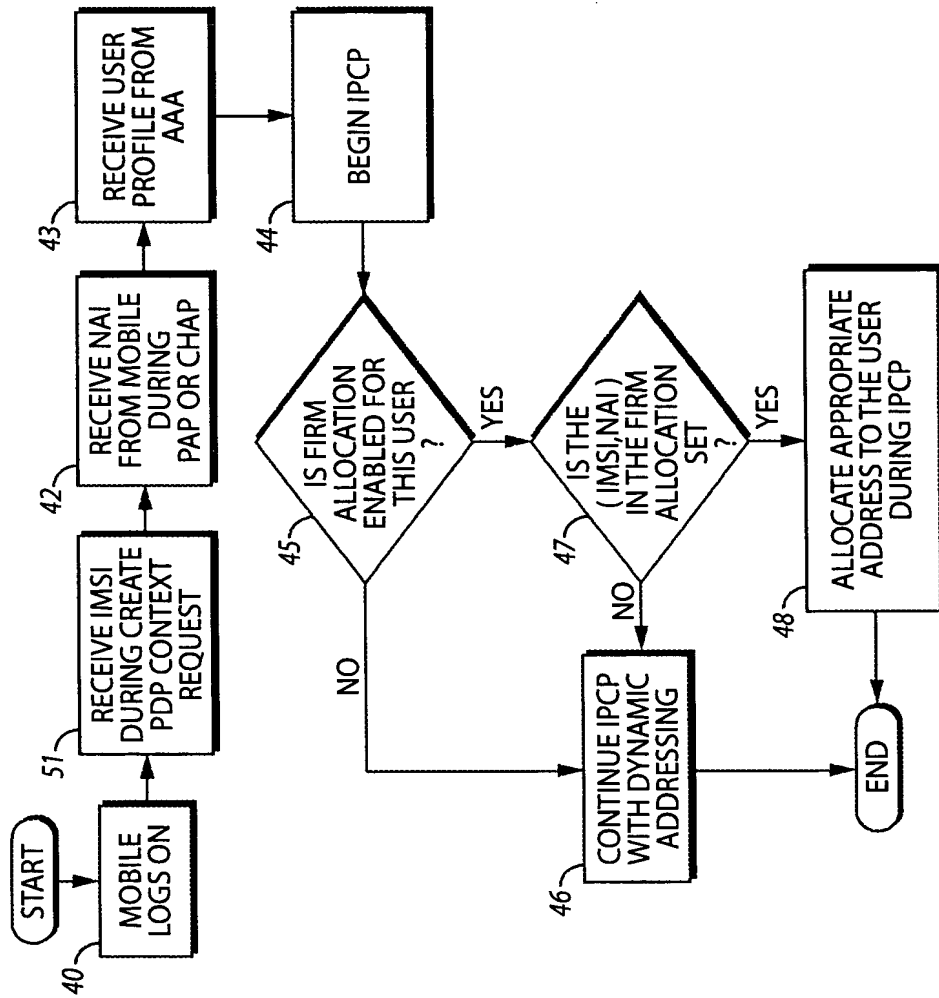 START
40
MOBILE
LOGS ON
51
RECEIVE IMSI
DURING CREATE
PDP CONTEXT
REQUEST
42
RECEIVE NAI
FROM MOBILE
DURING
PAP OR CHAP
43
RECEIVE USER
PROFILE FROM
AAA
44
BEGIN IPCP
45
IS FIRM
ALLOCATION
ENABLED FOR
THIS USER
?
NO
YES
46
CONTINUE IPCP
WITH DYNAMIC
ADDRESSING
47
IS THE
(IMSI,NAI)
IN THE FIRM
ALLOCATION
SET
?
NO
YES
48
ALLOCATE APPROPRIATE
ADDRESS TO THE USER
DURING IPCP
END